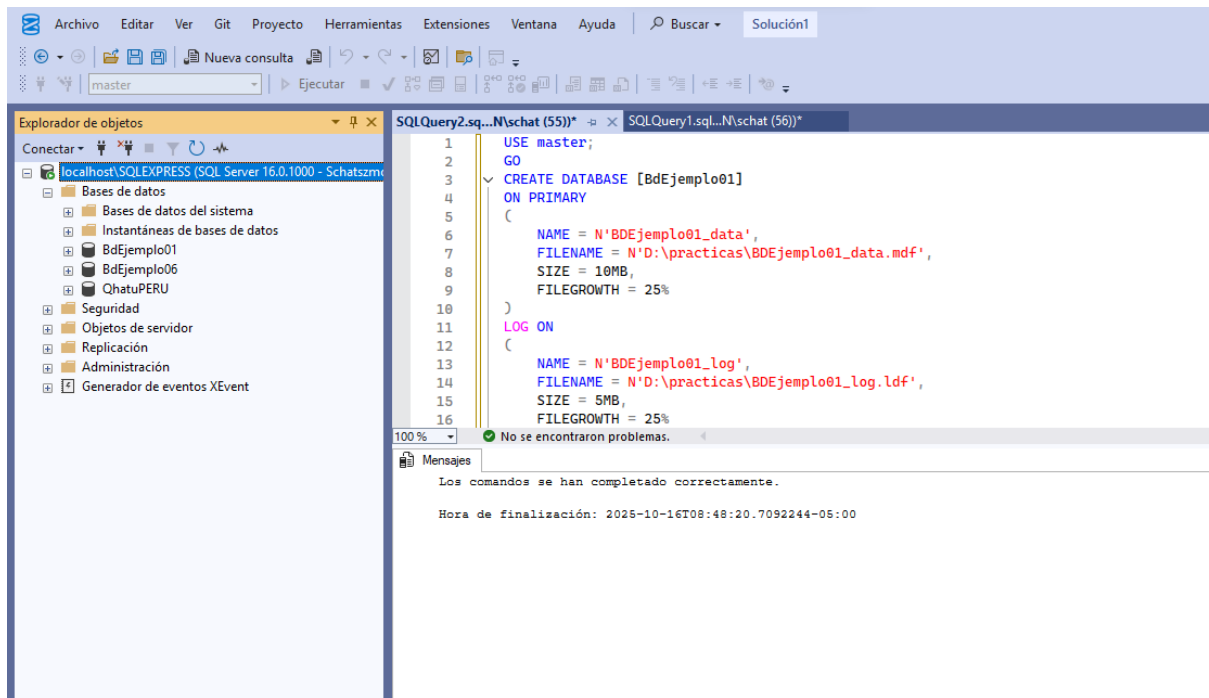 Archivo Editar Ver Git Proyecto Herramientas Extensiones Ventana Ayuda Buscar Solución1
Nueva consulta
master Ejecutar
Explorador de objetos
Conectar
localhost\SQLEXPRESS (SQL Server 16.0.1000 - Schatszmo
Bases de datos
Bases de datos del sistema
Instantáneas de bases de datos
BdEjemplo01
BdEjemplo06
QhatuPERU
Seguridad
Objetos de servidor
Replicación
Administración
Generador de eventos XEvent
SQLQuery2.sq...N\schat (55))* SQLQuery1.sql...N\schat (56))*
1 USE master;
2 GO
3 CREATE DATABASE [BdEjemplo01]
4 ON PRIMARY
5 (
6 NAME = N'BDEjemplo01_data',
7 FILENAME = N'D:\practicas\BDEjemplo01_data.mdf',
8 SIZE = 10MB,
9 FILEGROWTH = 25%
10 )
11 LOG ON
12 (
13 NAME = N'BDEjemplo01_log',
14 FILENAME = N'D:\practicas\BDEjemplo01_log.ldf',
15 SIZE = 5MB,
16 FILEGROWTH = 25%
100 % No se encontraron problemas.
Mensajes
Los comandos se han completado correctamente.
Hora de finalización: 2025-10-16T08:48:20.7092244-05:00